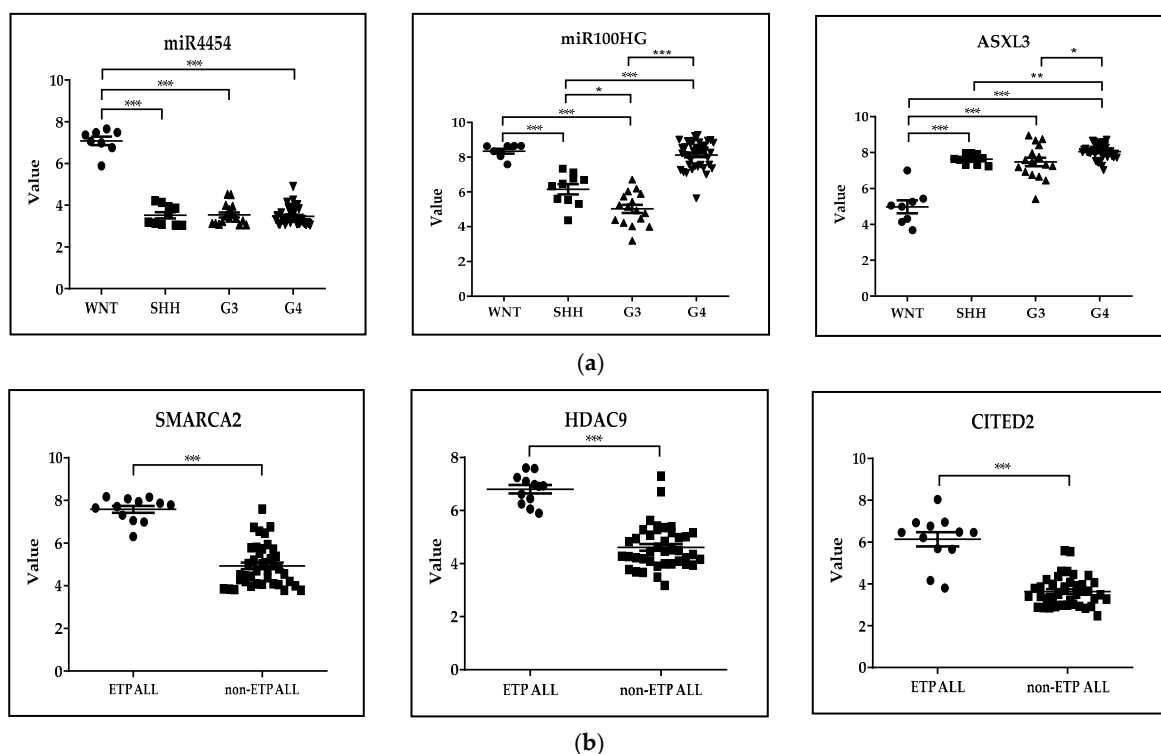 miR4454
***
***
***
10
8
6
4
2
0
Value
WNT SHH G3 G4
miR100HG
***
***
*
***
***
10
8
6
4
2
0
Value
WNT SHH G3 G4
ASXL3
*
**
***
***
***
10
8
6
4
2
0
Value
WNT SHH G3 G4
(a)
SMARCA2
***
10
8
6
4
2
0
Value
ETP ALL non-ETP ALL
HDAC9
***
8
6
4
2
0
Value
ETP ALL non-ETP ALL
CITED2
***
10
8
6
4
2
0
Value
ETP ALL non-ETP ALL
(b)